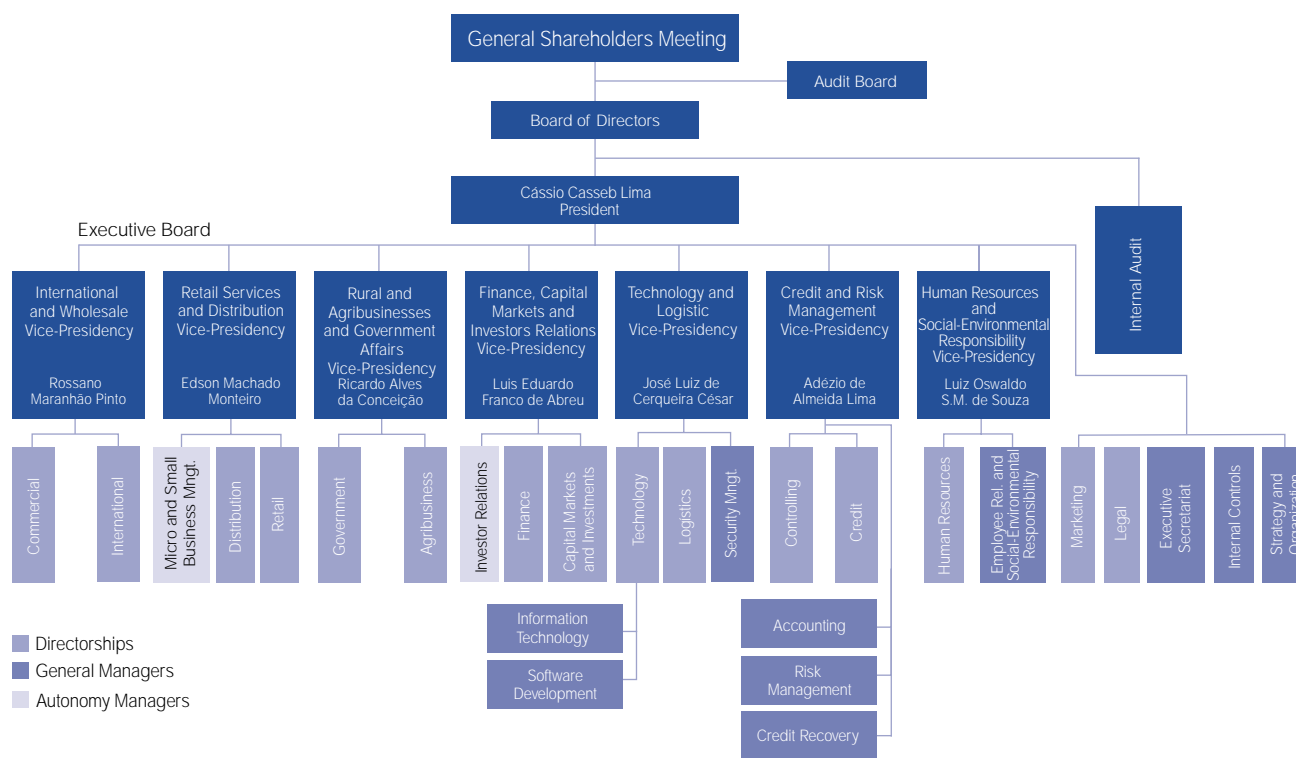 General Shareholders Meeting
Audit Board
Board of Directors
Cássio Casseb Lima
President
Executive Board
Internal Audit
International
and Wholesale
Vice-Presidency
Rossano
Maranhão Pinto
Retail Services
and Distribution
Vice-Presidency
Edson Machado
Monteiro
Rural and
Agribusinesses
and Government
Affairs
Vice-Presidency
Ricardo Alves
da Conceição
Finance, Capital
Markets and
Investors Relations
Vice-Presidency
Luis Eduardo
Franco de Abreu
Technology and
Logistic
Vice-Presidency
José Luiz de
Cerqueira César
Credit and Risk
Management
Vice-Presidency
Adézio de
Almeida Lima
Human Resources
and
Social-Environmental
Responsibility
Vice-Presidency
Luiz Oswaldo
S.M. de Souza
Commercial
International
Micro and Small
Business Mngt.
Distribution
Retail
Government
Agribusiness
Investor Relations
Finance
Capital Markets
and Investments
Technology
Logistics
Security Mngt.
Controlling
Credit
Human Resources
Employee Rel. and
Social-Environmental
Responsibility
Marketing
Legal
Executive
Secretariat
Internal Controls
Strategy and
Organization
Information
Technology
Software
Development
Accounting
Risk
Management
Credit Recovery
Directorships
General Managers
Autonomy Managers